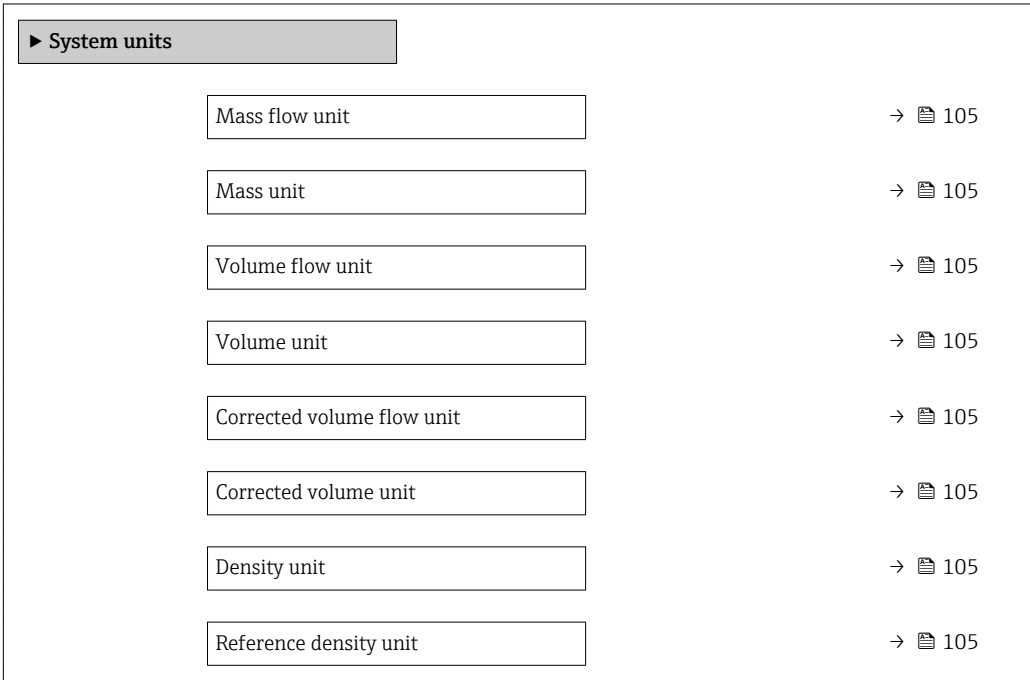 ▶ System units
Mass flow unit → 105
Mass unit → 105
Volume flow unit → 105
Volume unit → 105
Corrected volume flow unit → 105
Corrected volume unit → 105
Density unit → 105
Reference density unit → 105